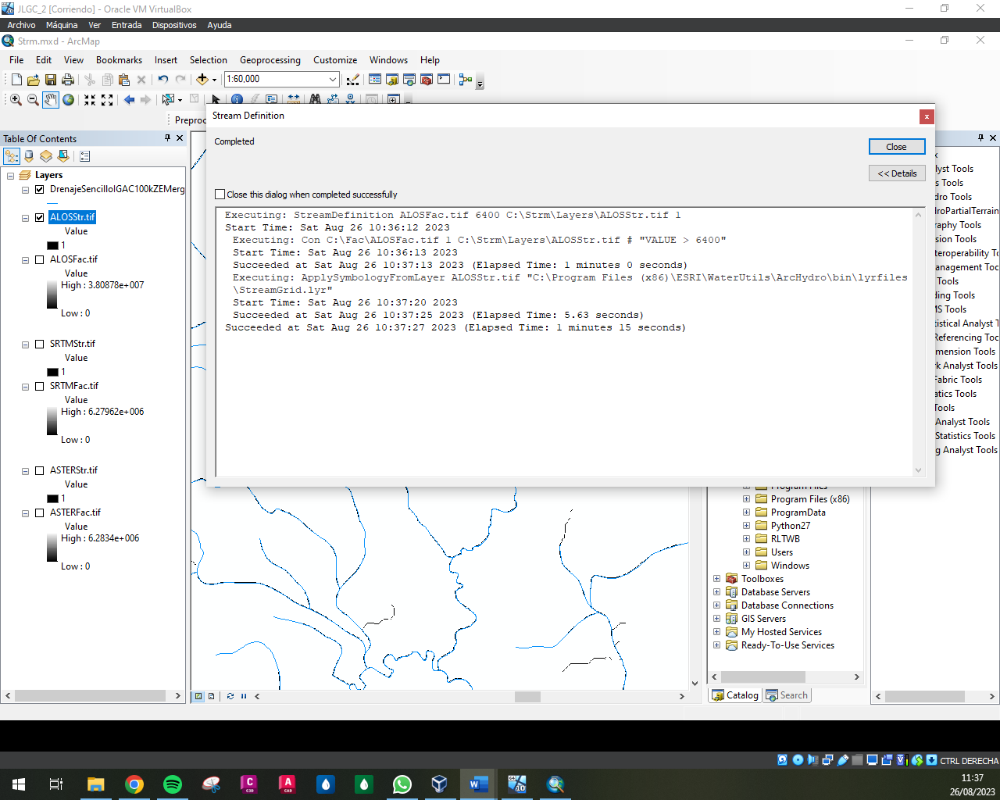 JLGC_2 [Corriendo] - Oracle VM VirtualBox
Archivo Máquina Ver Entrada Dispositivos Ayuda
Strm.mxd - ArcMap
File Edit View Bookmarks Insert Selection Geoprocessing Customize Windows Help
1:60,000
Preproc
Stream Definition
Completed
Close
<< Details
Close this dialog when completed successfully
Executing: StreamDefinition ALOSFac.tif 6400 C:\Strm\Layers\ALOSStr.tif 1
Start Time: Sat Aug 26 10:36:12 2023
Executing: Con C:\Fac\ALOSFac.tif 1 C:\Strm\Layers\ALOSStr.tif # "VALUE > 6400"
Start Time: Sat Aug 26 10:36:13 2023
Succeeded at Sat Aug 26 10:37:13 2023 (Elapsed Time: 1 minutes 0 seconds)
Executing: ApplySymbologyFromLayer ALOSStr.tif "C:\Program Files (x86)\ESRI\WaterUtils\ArcHydro\bin\lyrfiles
\StreamGrid.lyr"
Start Time: Sat Aug 26 10:37:20 2023
Succeeded at Sat Aug 26 10:37:25 2023 (Elapsed Time: 5.63 seconds)
Succeeded at Sat Aug 26 10:37:27 2023 (Elapsed Time: 1 minutes 15 seconds)
Table Of Contents
Layers
DrenajeSencilloIGAC100kZEMerg
ALOSStr.tif
Value
1
ALOSFac.tif
Value
High : 3.80878e+007
Low : 0
SRTMStr.tif
Value
1
SRTMFac.tif
Value
High : 6.27962e+006
Low : 0
ASTERStr.tif
Value
1
ASTERFac.tif
Value
High : 6.2834e+006
Low : 0
x
lyst Tools
s Tools
dro Tools
roPartialTerrain
raphy Tools
rsion Tools
teroperability T
nagement Tool
Tools
ding Tools
MS Tools
tistical Analyst T
Referencing Toc
mension Tools
rk Analyst Tools
Fabric Tools
atics Tools
Tools
Analyst Tools
Statistics Tools
ng Analyst Tools
Program Files
Program Files (x86)
ProgramData
Python27
RLTWB
Users
Windows
Toolboxes
Database Servers
Database Connections
GIS Servers
My Hosted Services
Ready-To-Use Services
Catalog Search
CTRL DERECHA
11:37
26/08/2023